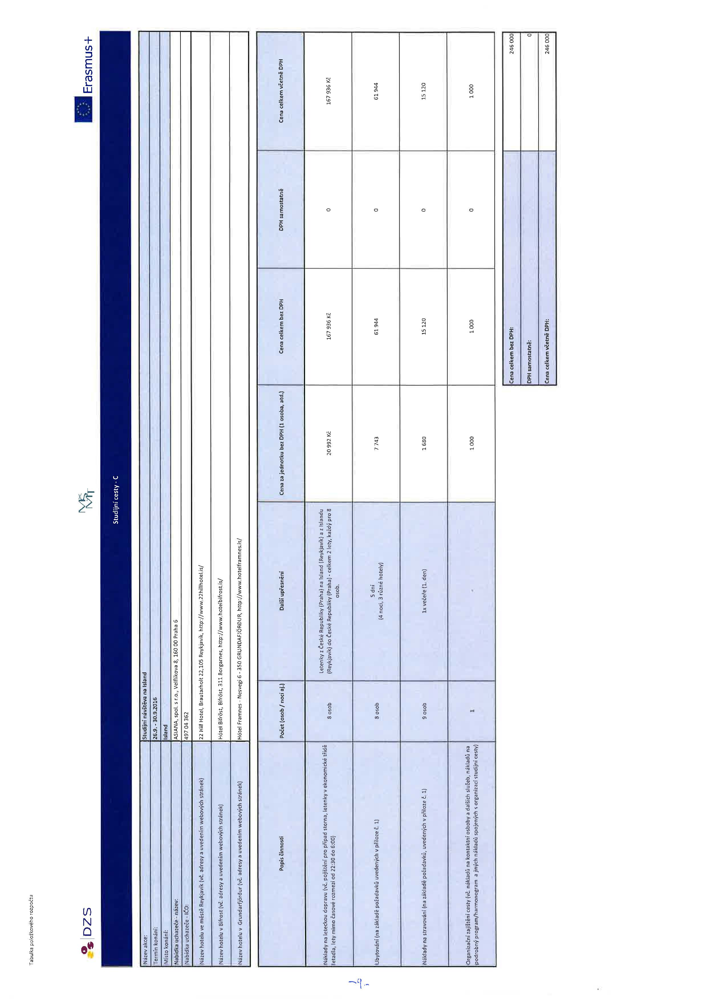 Tabulka položkového rozpočtu
DZS
MŠMT
Erasmus+
Studijní cesty - C
Název akce: Studijní návštěva na Island
Termín konání: 26.9. - 30.9.2016
Místo konání: Island
Nabídka uchazeče - název: ASIANA, spol. s r.o., Velflíkova 8, 160 00 Praha 6
Nabídka uchazeče - IČO: 497 04 362
Název hotelu ve městě Reykjavík (vč. adresy a uvedením webových stránek) 22 Hill Hotel, Brautarholt 22,105 Reykjavík, http://www.22hillhotel.is/
Název hotelu v Bifrost (vč. adresy a uvedením webových stránek) Hótel Bifröst, Bifröst, 311 Borgarnes, http://www.hotelbifrost.is/
Název hotelu v Grundarfjörður (vč. adresy a uvedením webových stránek) Hótel Framnes - Nesvegi 6 - 350 GRUNDAFJÖRÐUR, http://www.hotelframnes.is/
Popis činnosti Počet (osob / nocí aj.) Další upřesnění Cena za jednotku bez DPH (1 osoba, atd.) Cena celkem bez DPH DPH samostatně Cena celkem včetně DPH
Náklady na leteckou dopravu (vč. pojištění pro případ storna, letenky v ekonomické třídě
letadla, lety mimo časové rozmezí od 22:30 do 6:00)
8 osob
Letenky z České Republiky (Praha) na Island (Reykjavík) a z Islandu
(Reykjavík) do České Republiky (Praha) - celkem 2 lety, každý pro 8
osob.
20 992 Kč 167 936 Kč 0 167 936 Kč
Ubytování (na základě požadavků uvedených v příloze č. 1)
8 osob
5 dní
(4 noci, 3 různé hotely)
7 743 61 944 0 61 944
Náklady na stravování (na základě požadavků, uvedených v příloze č. 1) 9 osob 1x večeře (1. den) 1 680 15 120 0 15 120
Organizační zajištění cesty (vč. nákladů na kontaktní osoby a dalších služeb, nákladů na
podrobný program/harmonogram a jiných nákladů spojených s organizací studijní cesty)
1 1 000 1 000 0 1 000
Cena celkem bez DPH: 246 000
DPH samostatně: 0
Cena celkem včetně DPH: 246 000
-9.-